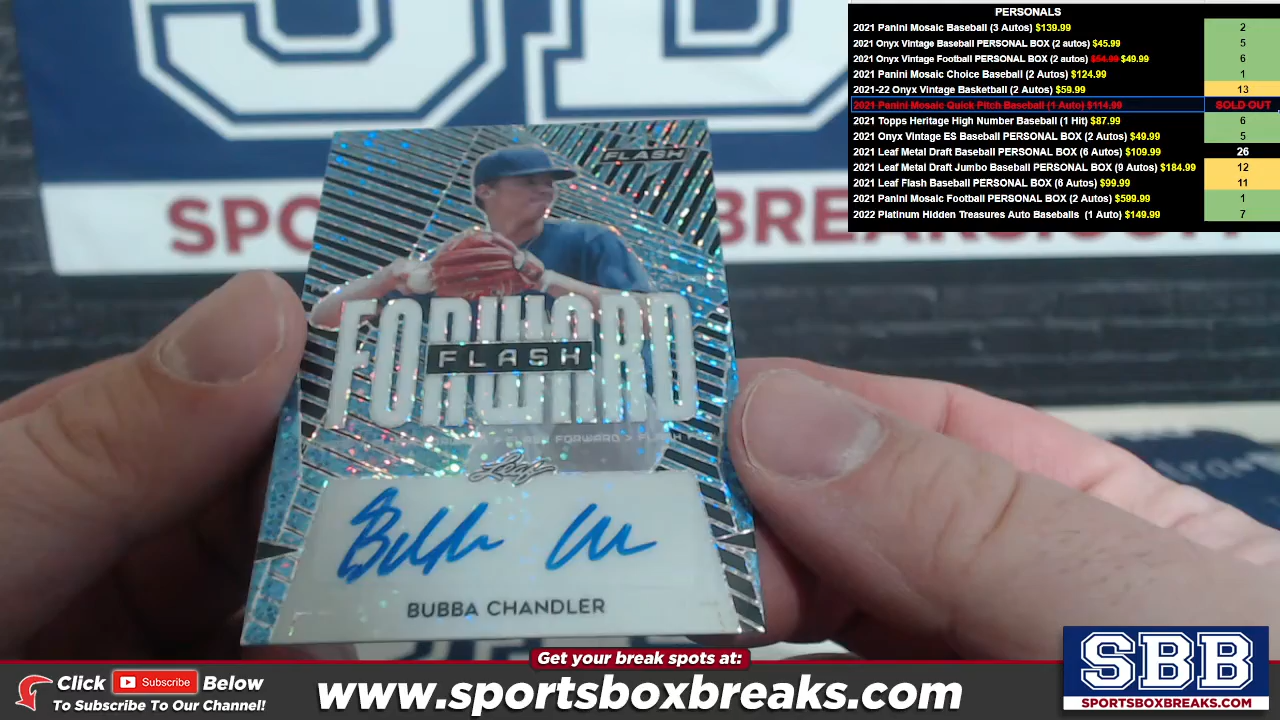 PERSONALS
2021 Panini Mosaic Baseball (3 Autos) $139.99 2
2021 Onyx Vintage Baseball PERSONAL BOX (2 autos) $45.99 5
2021 Onyx Vintage Football PERSONAL BOX (2 autos) $54.99 $49.99 6
2021 Panini Mosaic Choice Baseball (2 Autos) $124.99 1
2021-22 Onyx Vintage Basketball (2 Autos) $59.99 13
2021 Panini Mosaic Quick Pitch Baseball (1 Auto) $114.99 SOLD OUT
2021 Topps Heritage High Number Baseball (1 Hit) $87.99 6
2021 Onyx Vintage ES Baseball PERSONAL BOX (2 Autos) $49.99 5
2021 Leaf Metal Draft Baseball PERSONAL BOX (6 Autos) $109.99 26
2021 Leaf Metal Draft Jumbo Baseball PERSONAL BOX (9 Autos) $184.99 12
2021 Leaf Flash Baseball PERSONAL BOX (6 Autos) $99.99 11
2021 Panini Mosaic Football PERSONAL BOX (2 Autos) $599.99 1
2022 Platinum Hidden Treasures Auto Baseballs (1 Auto) $149.99 7
FLASH
FORWARD
FLASH
FORWARD > FLASH
Leaf
BUBBA CHANDLER
Get your break spots at:
Click Subscribe Below
To Subscribe To Our Channel!
www.sportsboxbreaks.com
SBB
SPORTSBOXBREAKS.COM